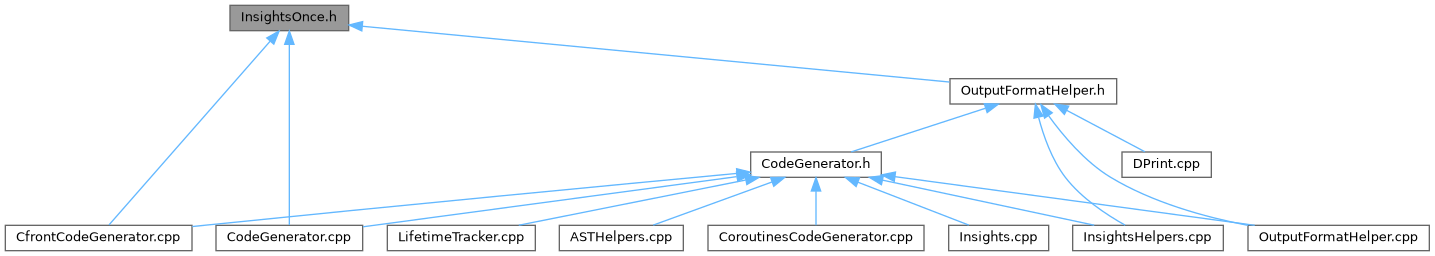 InsightsOnce.h
OutputFormatHelper.h
CodeGenerator.h
DPrint.cpp
CfrontCodeGenerator.cpp
CodeGenerator.cpp
LifetimeTracker.cpp
ASTHelpers.cpp
CoroutinesCodeGenerator.cpp
Insights.cpp
InsightsHelpers.cpp
OutputFormatHelper.cpp